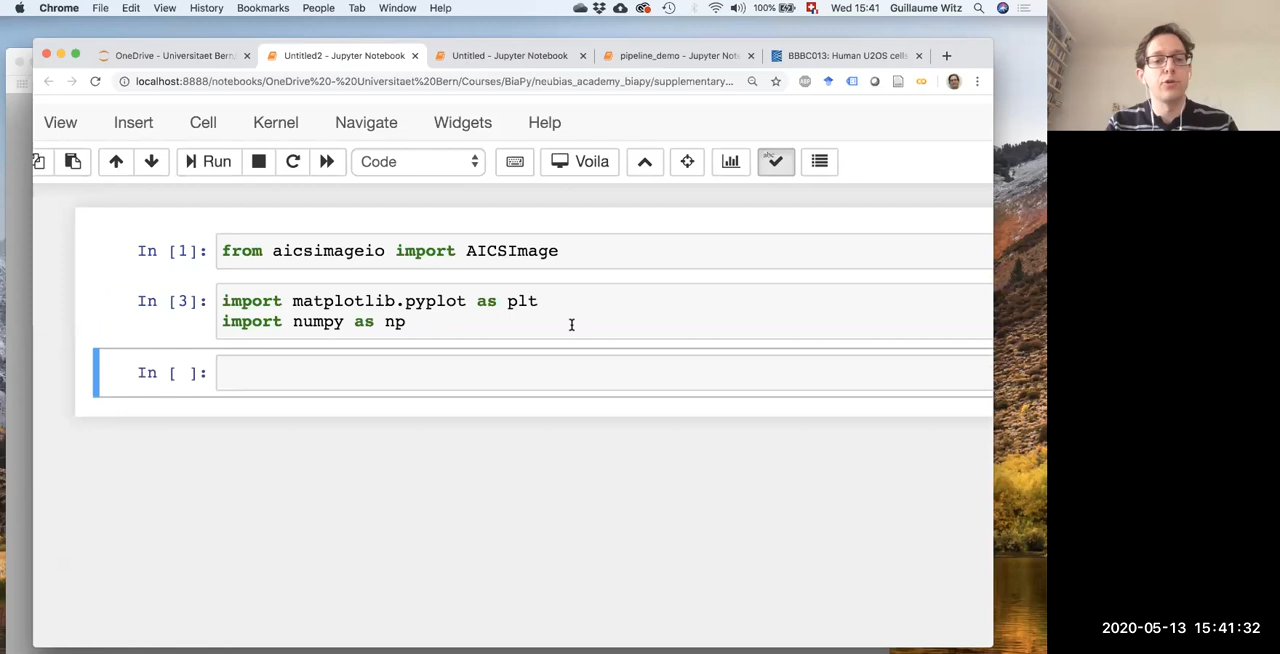 Chrome File Edit View History Bookmarks People Tab Window Help 100% Wed 15:41 Guillaume Witz
OneDrive - Universitaet Bern: Untitled2 - Jupyter Notebook Untitled - Jupyter Notebook pipeline_demo - Jupyter Note BBBC013: Human U2OS cells
localhost:8888/notebooks/OneDrive%20-%20Universitaet%20Bern/Courses/BiaPy/neubias_academy_biapy/supplementary...
View Insert Cell Kernel Navigate Widgets Help
Run Code Voila abc
In [1]: from aicsimageio import AICSImage
In [3]: import matplotlib.pyplot as plt
import numpy as np
In [ ]:
2020-05-13 15:41:32